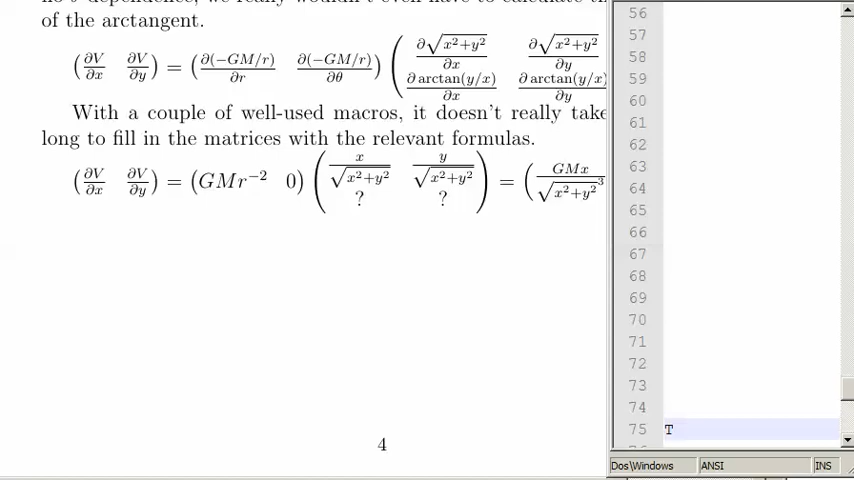 of the arctangent.
(∂V/∂x ∂V/∂y) = (∂(−GM/r)/∂r ∂(−GM/r)/∂θ) (∂√(x²+y²)/∂x ∂√(x²+y²)/∂y
∂ arctan(y/x)/∂x ∂ arctan(y/x)/∂y
With a couple of well-used macros, it doesn't really take
long to fill in the matrices with the relevant formulas.
(∂V/∂x ∂V/∂y) = (GMr⁻² 0) (x/√(x²+y²) y/√(x²+y²)
? ?) = (GMx/√(x²+y²)³
4
56
57
58
59
60
61
62
63
64
65
66
67
68
69
70
71
72
73
74
75 T
Dos\Windows ANSI INS